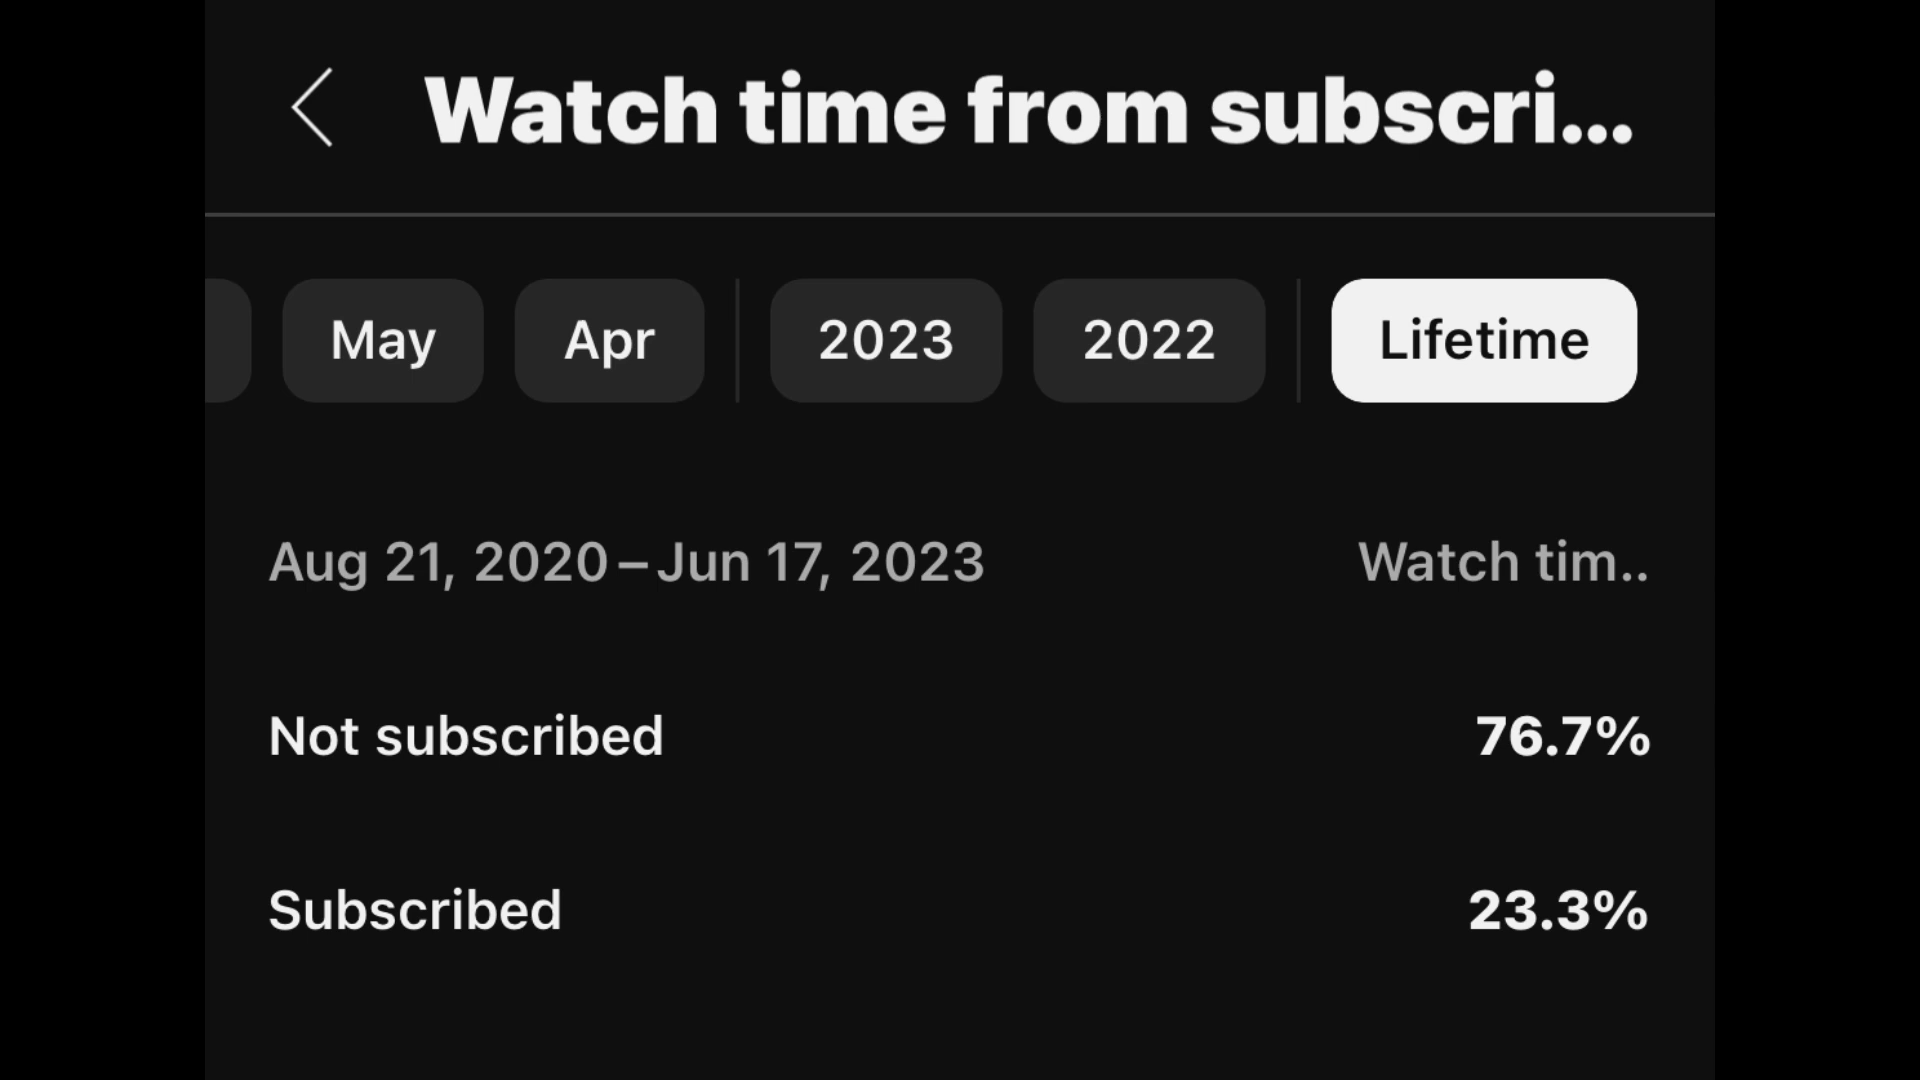 Watch time from subscri...
May Apr 2023 2022 Lifetime
Aug 21, 2020 – Jun 17, 2023 Watch tim..
Not subscribed 76.7%
Subscribed 23.3%